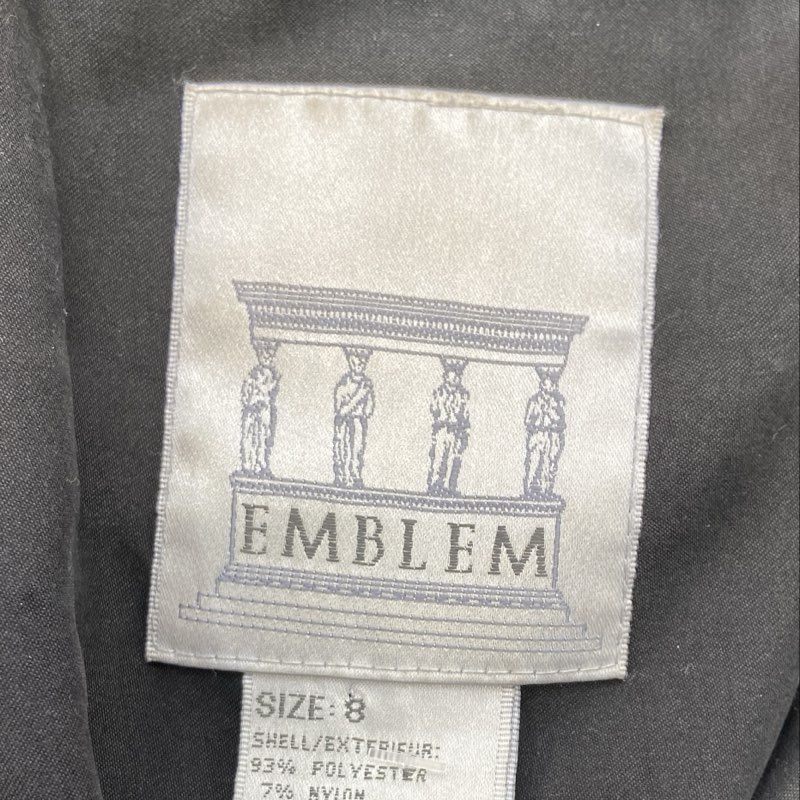 EMBLEM
SIZE: 8
SHELL/EXTERIEUR:
93% POLYESTER
7% NYLON